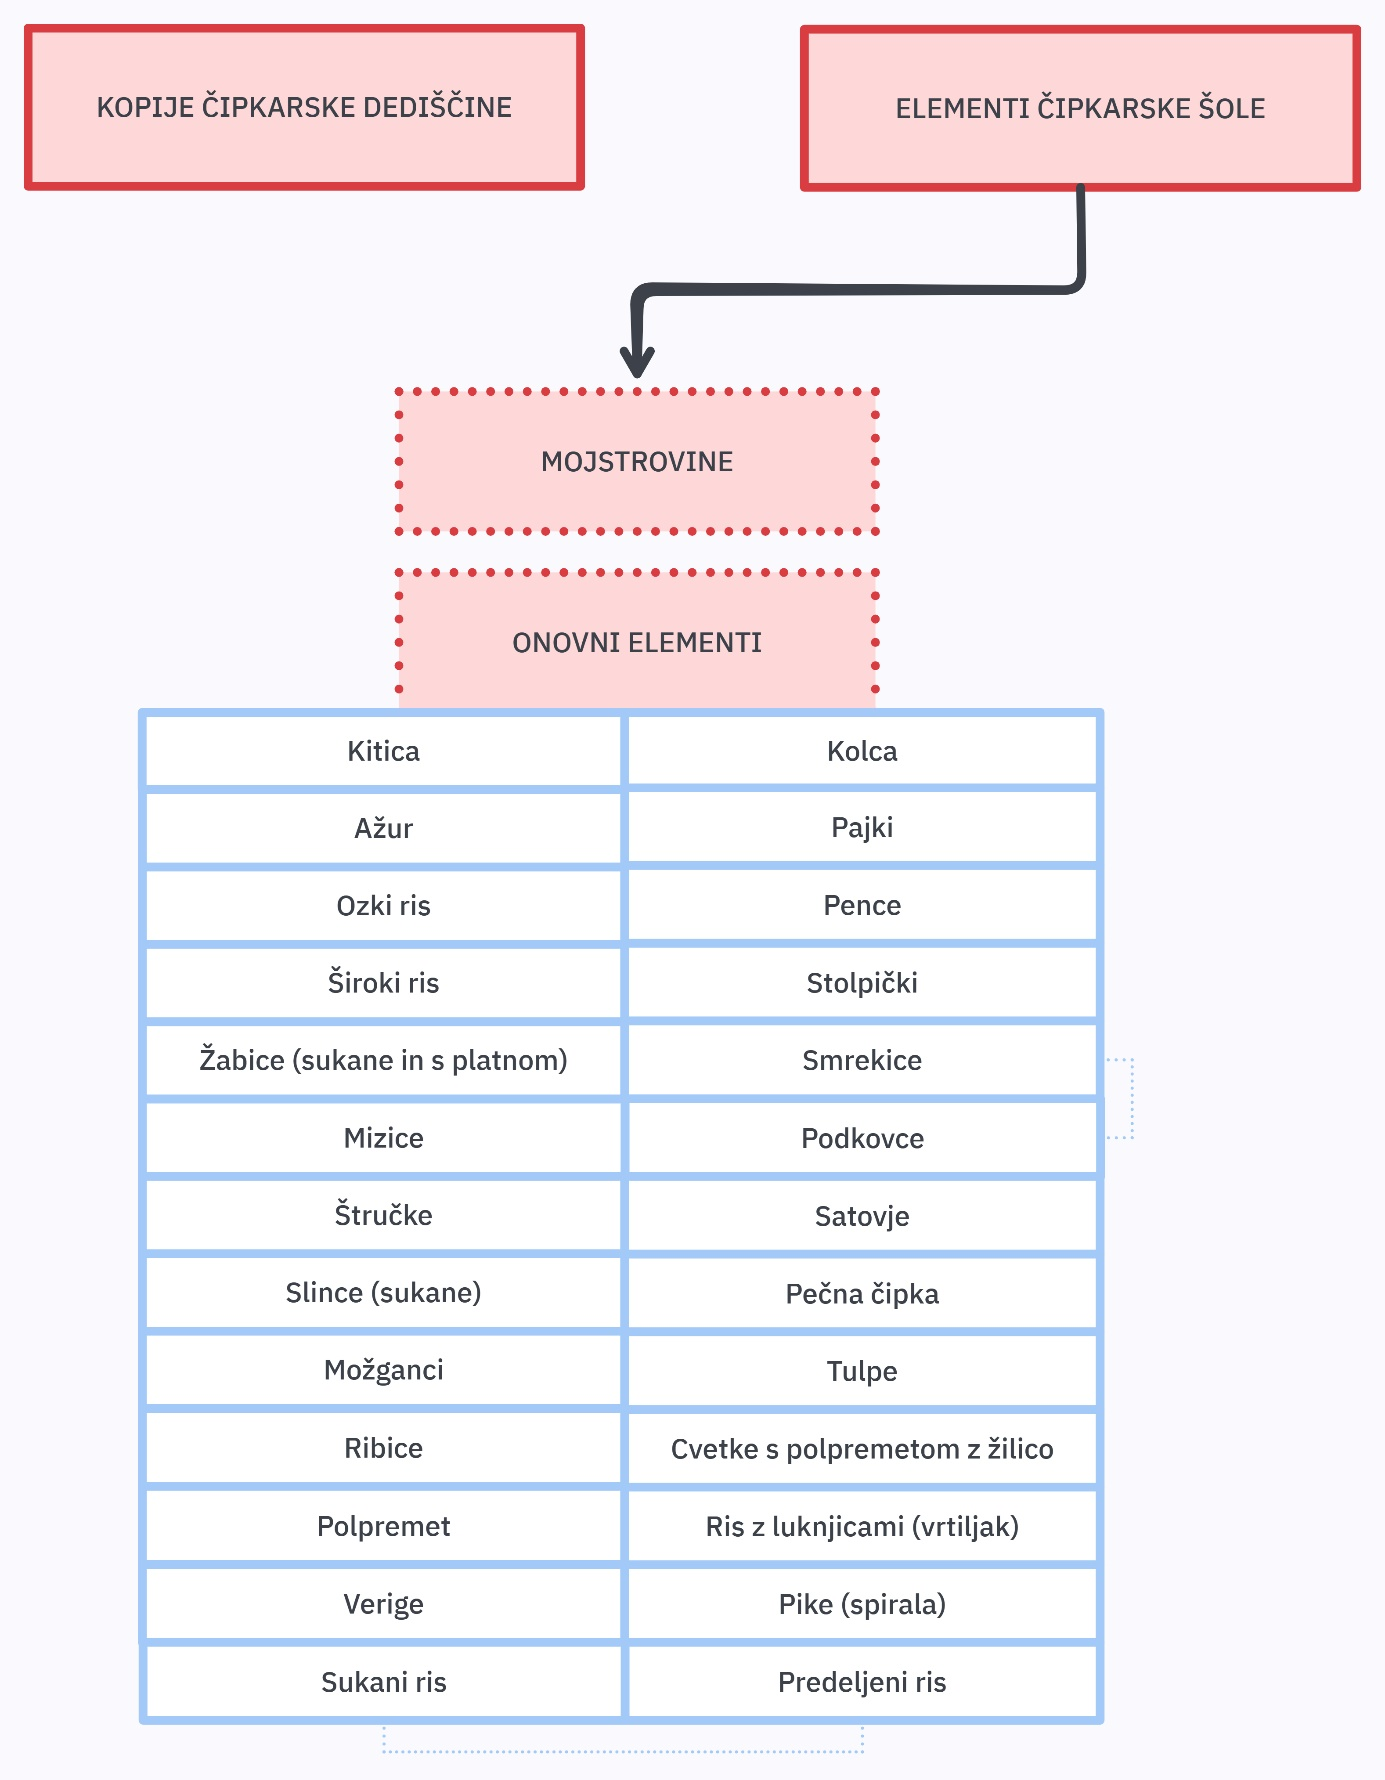 KOPIJE ČIPKARSKE DEDIŠČINE
ELEMENTI ČIPKARSKE ŠOLE
MOJSTROVINE
ONOVNI ELEMENTI
Kitica
Kolca
Ažur
Pajki
Ozki ris
Pence
Široki ris
Stolpički
Žabice (sukane in s platnom)
Smrekice
Mizice
Podkovce
Štručke
Satovje
Slince (sukane)
Pečna čipka
Možganci
Tulpe
Ribice
Cvetke s polpremetom z žilico
Polpremet
Ris z luknjicami (vrtiljak)
Verige
Pike (spirala)
Sukani ris
Predeljeni ris